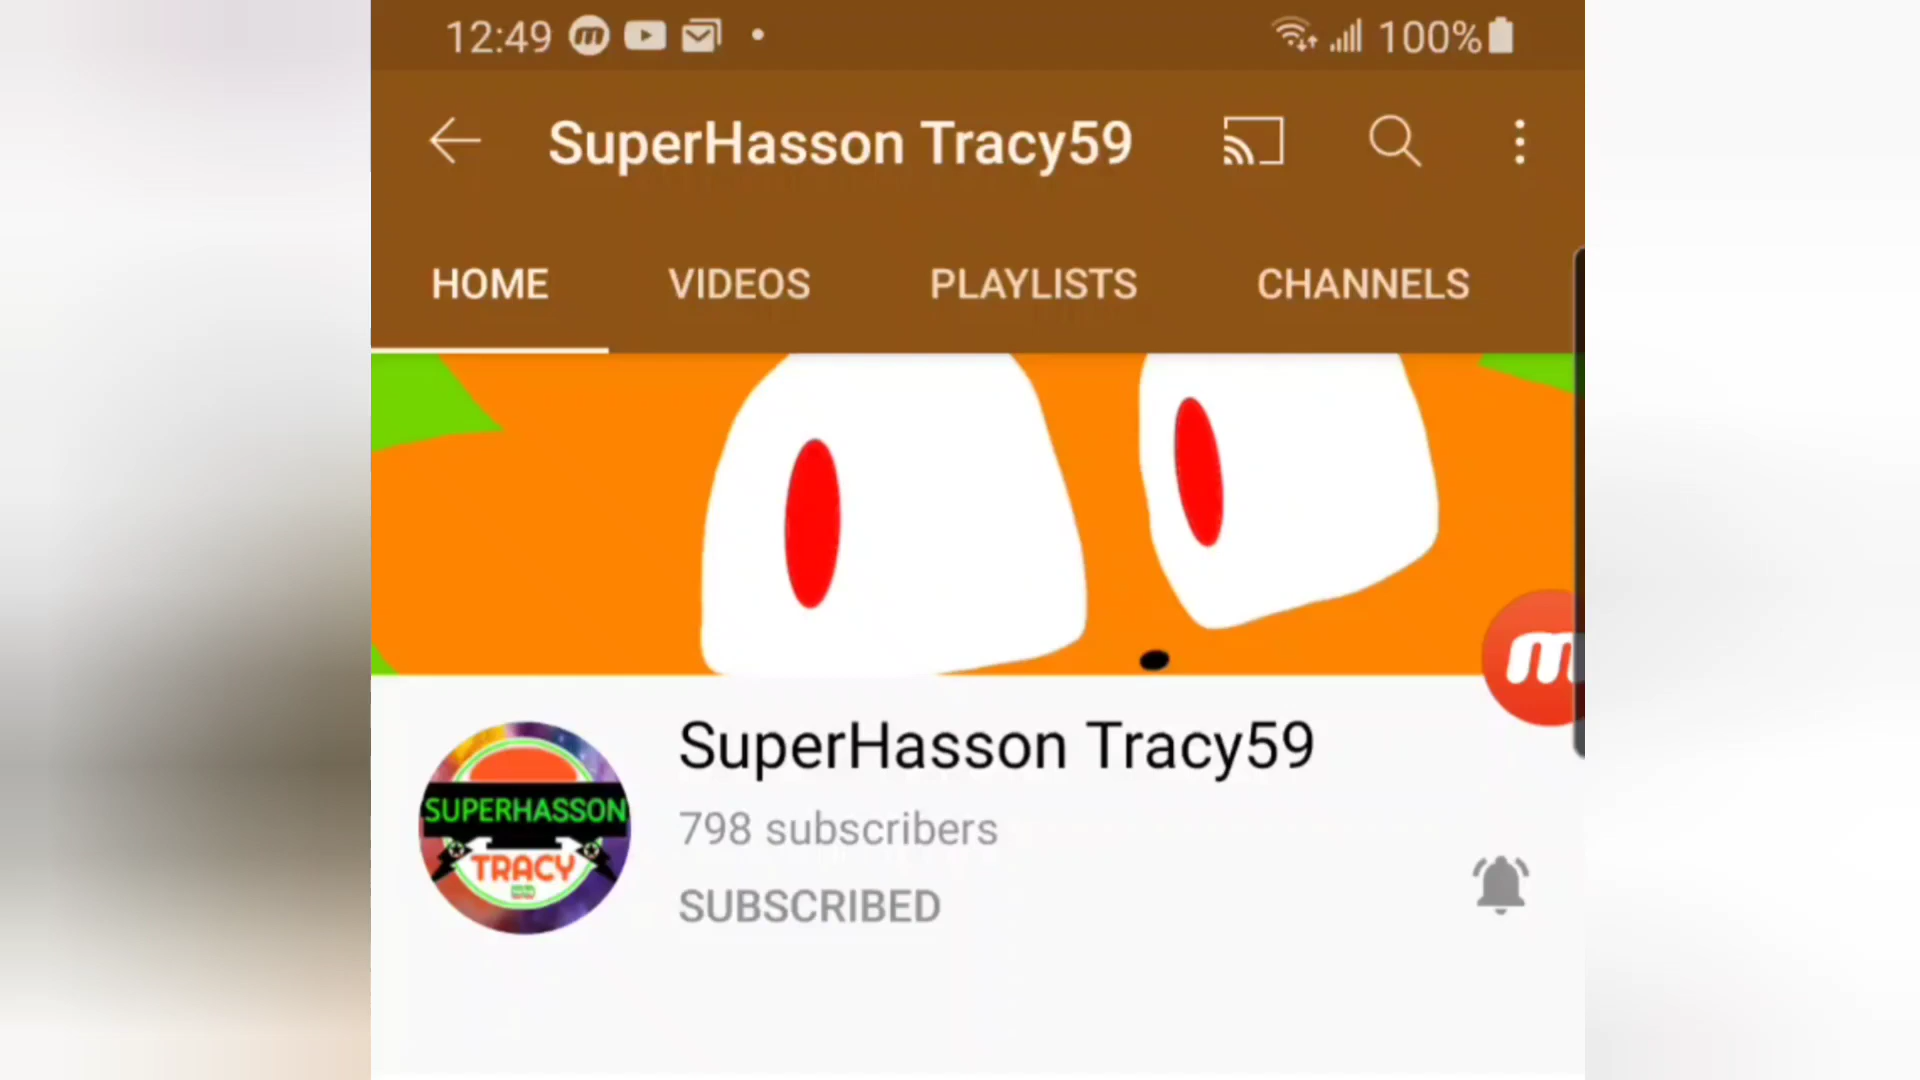 12:49 100%
SuperHasson Tracy59
HOME VIDEOS PLAYLISTS CHANNELS
m
SuperHasson Tracy59
798 subscribers
SUBSCRIBED
SUPERHASSON
TRACY